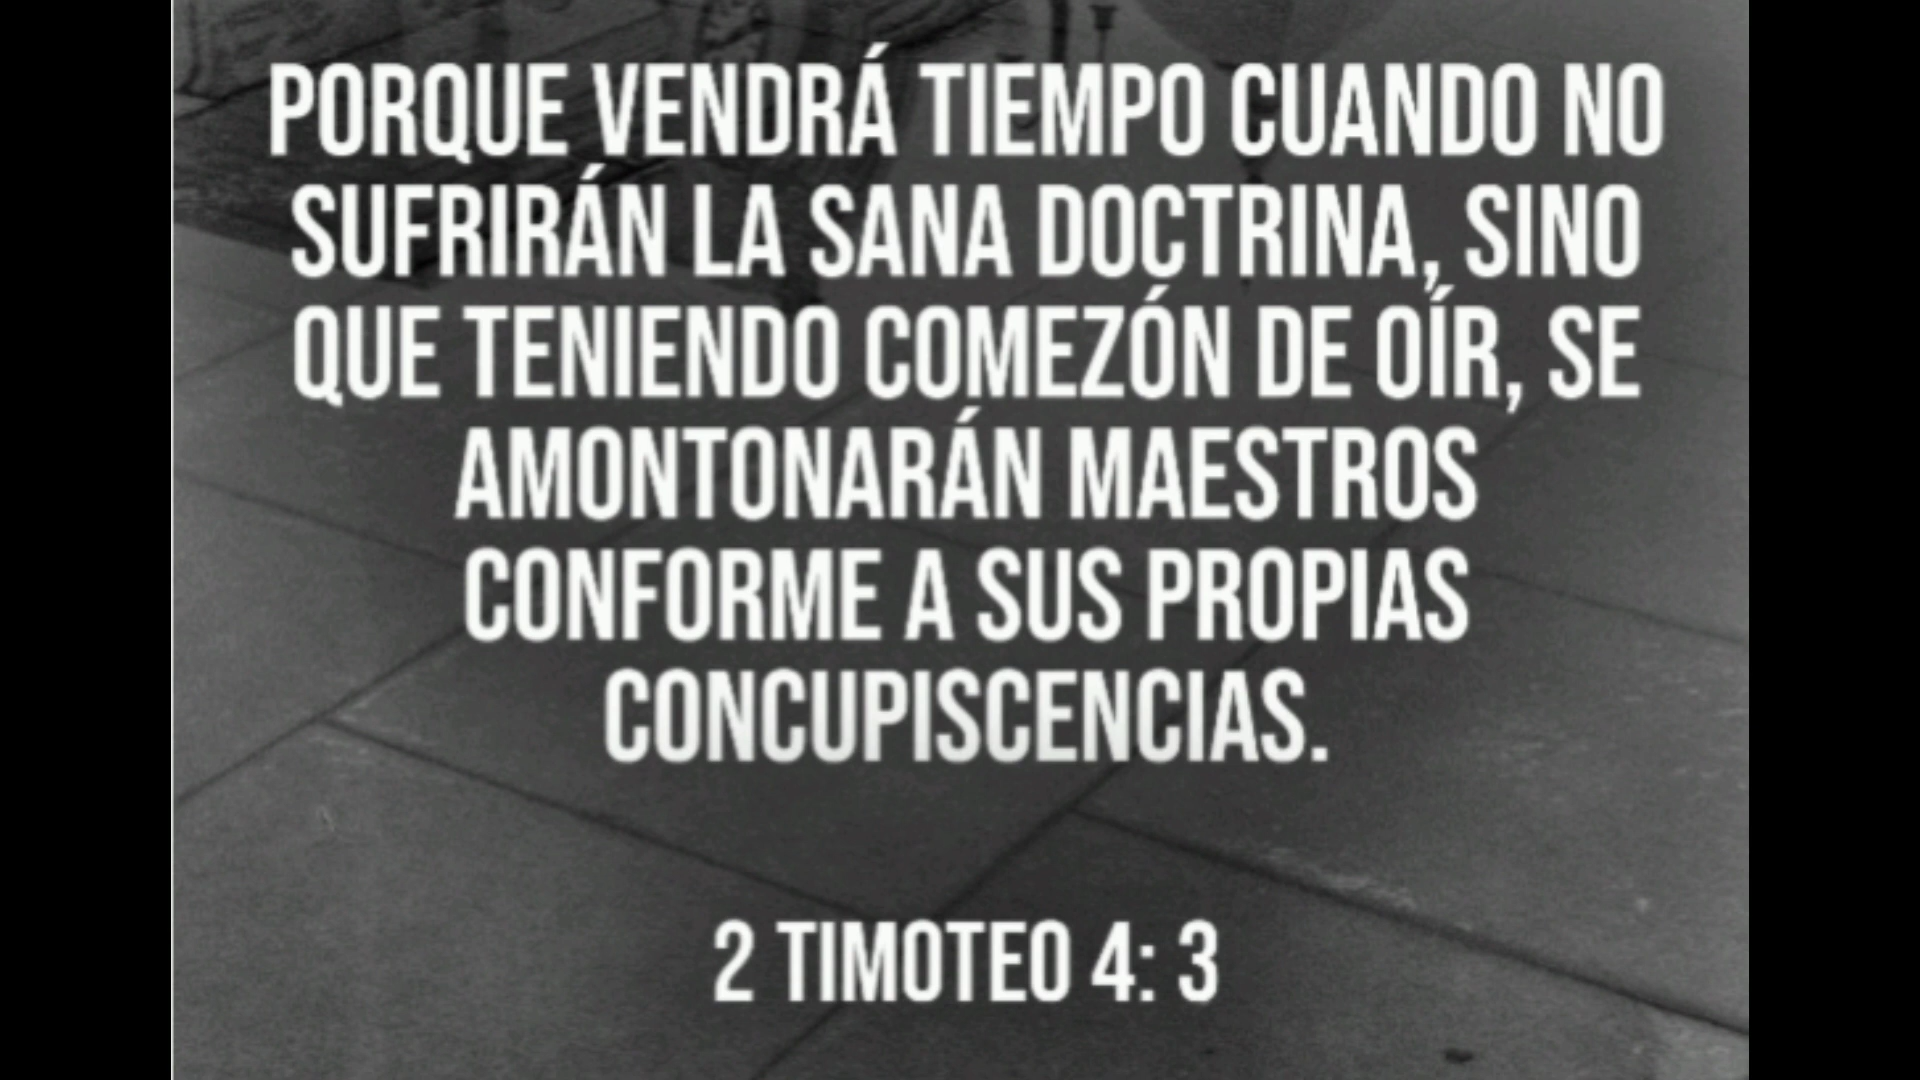 PORQUE VENDRÁ TIEMPO CUANDO NO
SUFRIRÁN LA SANA DOCTRINA, SINO
QUE TENIENDO COMEZÓN DE OÍR, SE
AMONTONARÁN MAESTROS
CONFORME A SUS PROPIAS
CONCUPISCENCIAS.
2 TIMOTEO 4: 3